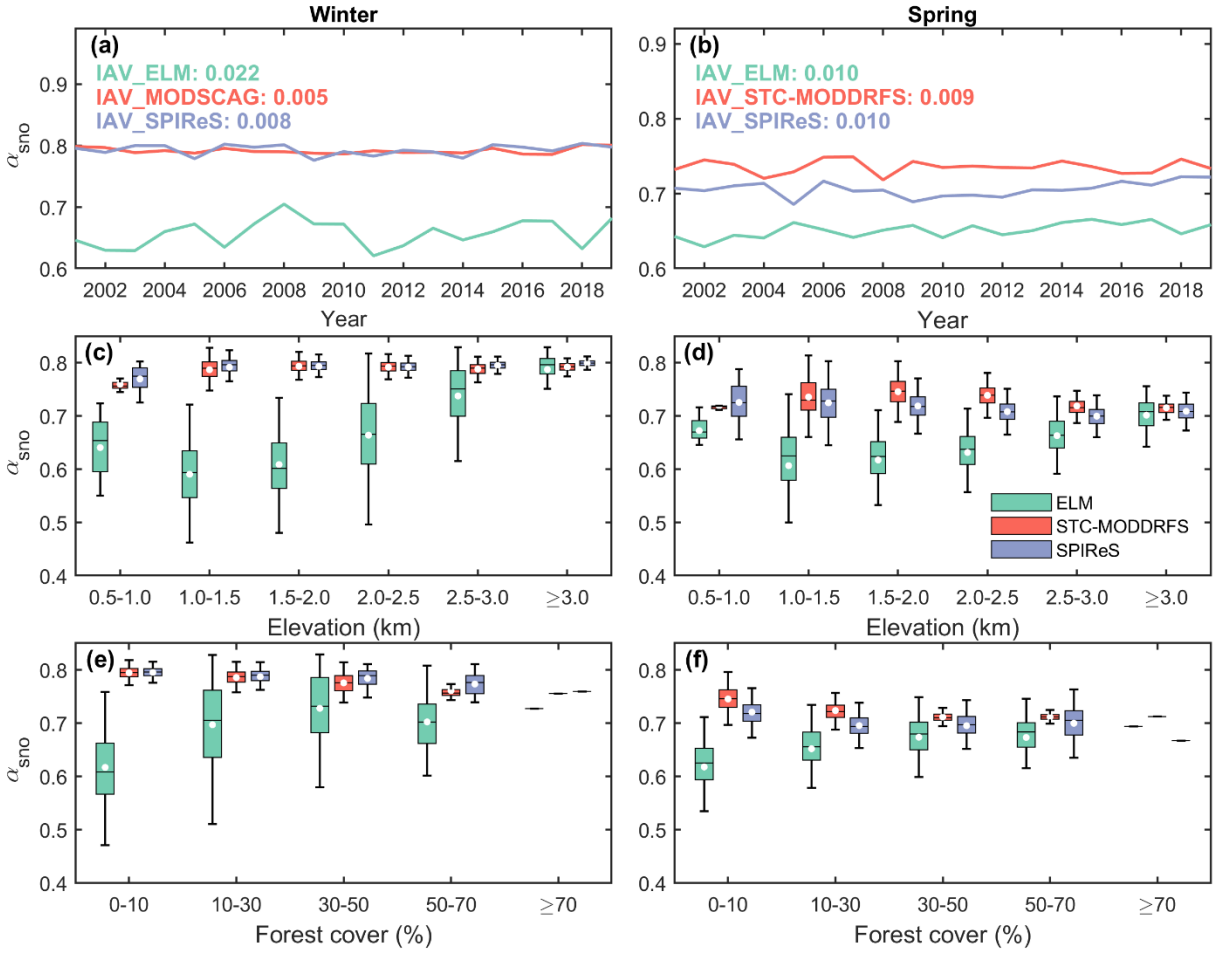 Winter
Spring
(a)
IAV_ELM: 0.022
IAV_MODSCAG: 0.005
IAV_SPIReS: 0.008
0.9
0.8
0.7
0.6
α_sno
2002 2004 2006 2008 2010 2012 2014 2016 2018
Year
(b)
IAV_ELM: 0.010
IAV_STC-MODDRFS: 0.009
IAV_SPIReS: 0.010
0.9
0.8
0.7
0.6
2002 2004 2006 2008 2010 2012 2014 2016 2018
Year
(c)
0.8
0.7
0.6
0.5
0.4
α_sno
0.5-1.0 1.0-1.5 1.5-2.0 2.0-2.5 2.5-3.0 ≥3.0
Elevation (km)
(d)
0.8
0.7
0.6
0.5
0.4
ELM
STC-MODDRFS
SPIReS
0.5-1.0 1.0-1.5 1.5-2.0 2.0-2.5 2.5-3.0 ≥3.0
Elevation (km)
(e)
0.8
0.7
0.6
0.5
0.4
α_sno
0-10 10-30 30-50 50-70 ≥70
Forest cover (%)
(f)
0.8
0.7
0.6
0.5
0.4
0-10 10-30 30-50 50-70 ≥70
Forest cover (%)